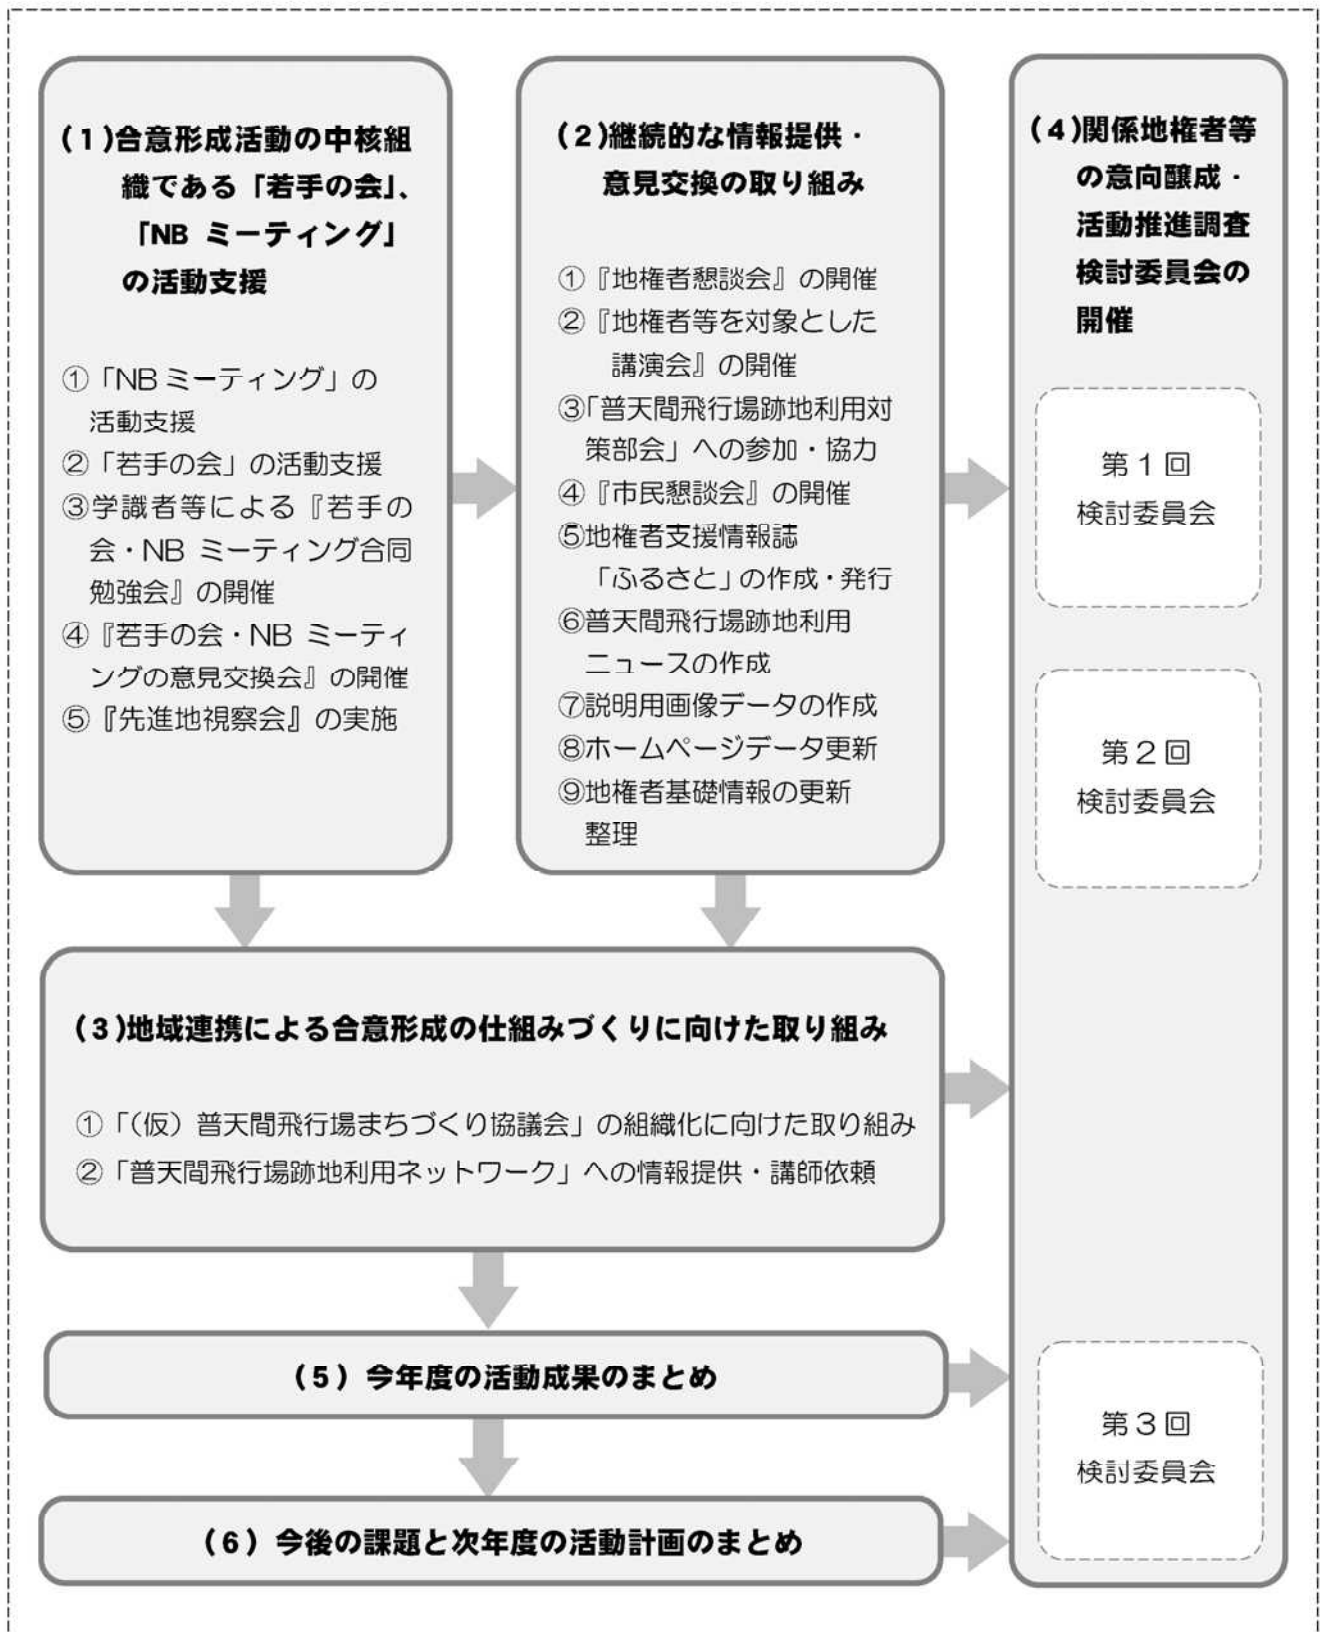 (1)合意形成活動の中核組
織である「若手の会」、
「NB ミーティング」
の活動支援
①「NBミーティング」の
活動支援
②「若手の会」の活動支援
③学識者等による『若手の
会・NB ミーティング合同
勉強会』の開催
④『若手の会・NB ミーティ
ングの意見交換会』の開催
⑤『先進地視察会』の実施
(2)継続的な情報提供・
意見交換の取り組み
①『地権者懇談会』の開催
②『地権者等を対象とした
講演会』の開催
③「普天間飛行場跡地利用対
策部会」への参加・協力
④『市民懇談会』の開催
⑤地権者支援情報誌
「ふるさと」の作成・発行
⑥普天間飛行場跡地利用
ニュースの作成
⑦説明用画像データの作成
⑧ホームページデータ更新
⑨地権者基礎情報の更新
整理
(3)地域連携による合意形成の仕組みづくりに向けた取り組み
①「(仮) 普天間飛行場まちづくり協議会」の組織化に向けた取り組み
②「普天間飛行場跡地利用ネットワーク」への情報提供・講師依頼
(4)関係地権者等
の意向醸成・
活動推進調査
検討委員会の
開催
第1回
検討委員会
第2回
検討委員会
第3回
検討委員会
(5) 今年度の活動成果のまとめ
(6) 今後の課題と次年度の活動計画のまとめ